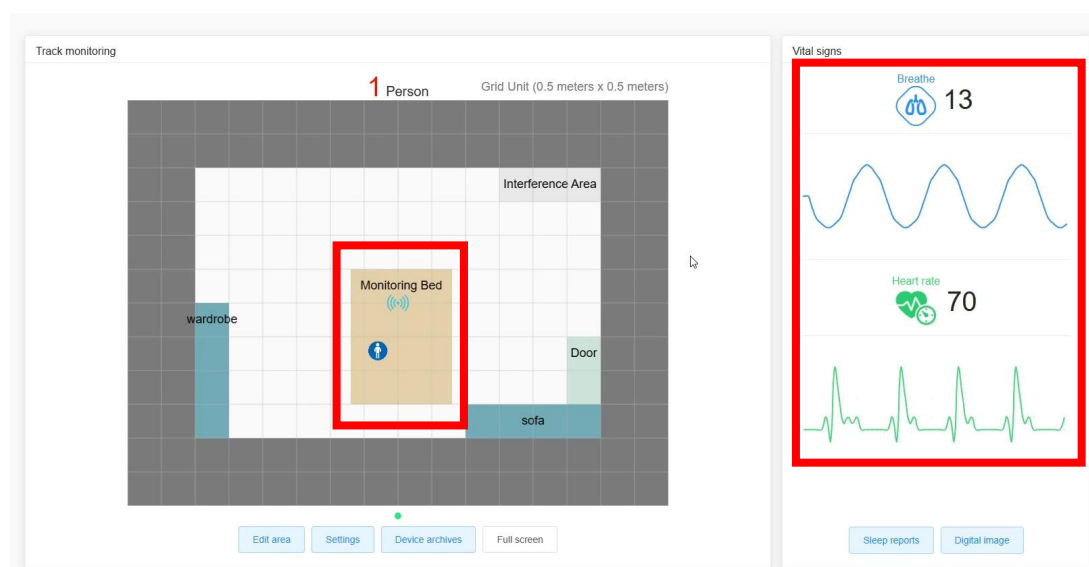 Track monitoring
1 Person
Grid Unit (0.5 meters x 0.5 meters)
Interference Area
Monitoring Bed
wardrobe
Door
sofa
Edit area
Settings
Device archives
Full screen
Vital signs
Breathe
13
Heart rate
70
Sleep reports
Digital image